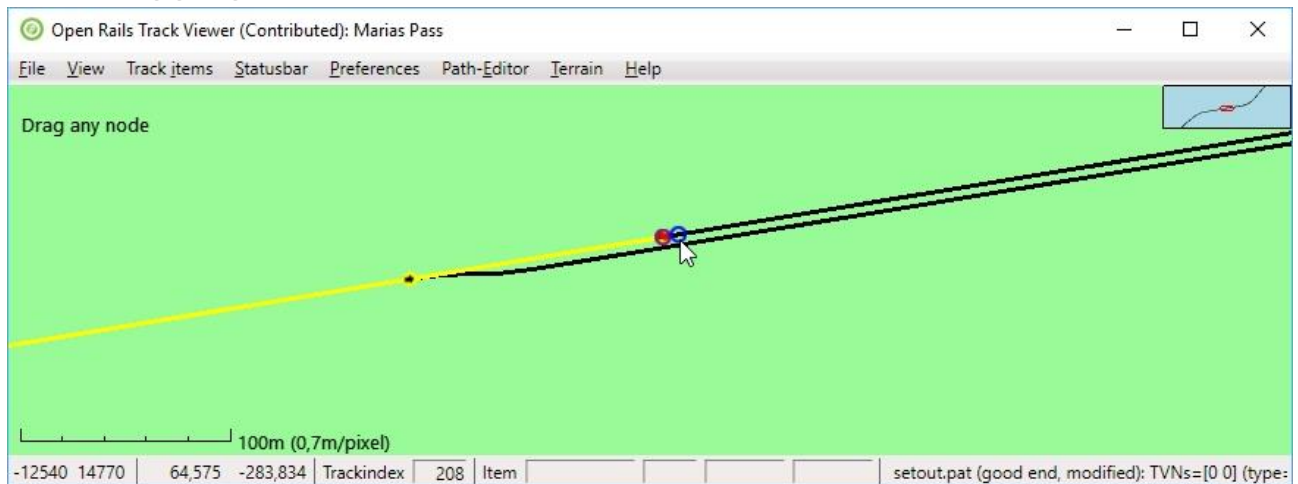 Open Rails Track Viewer (Contributed): Marias Pass
File View Track items Statusbar Preferences Path-Editor Terrain Help
Drag any node
100m (0,7m/pixel)
-12540 14770 64,575 -283,834 Trackindex 208 Item setout.pat (good end, modified): TVNs=[0 0] (type: